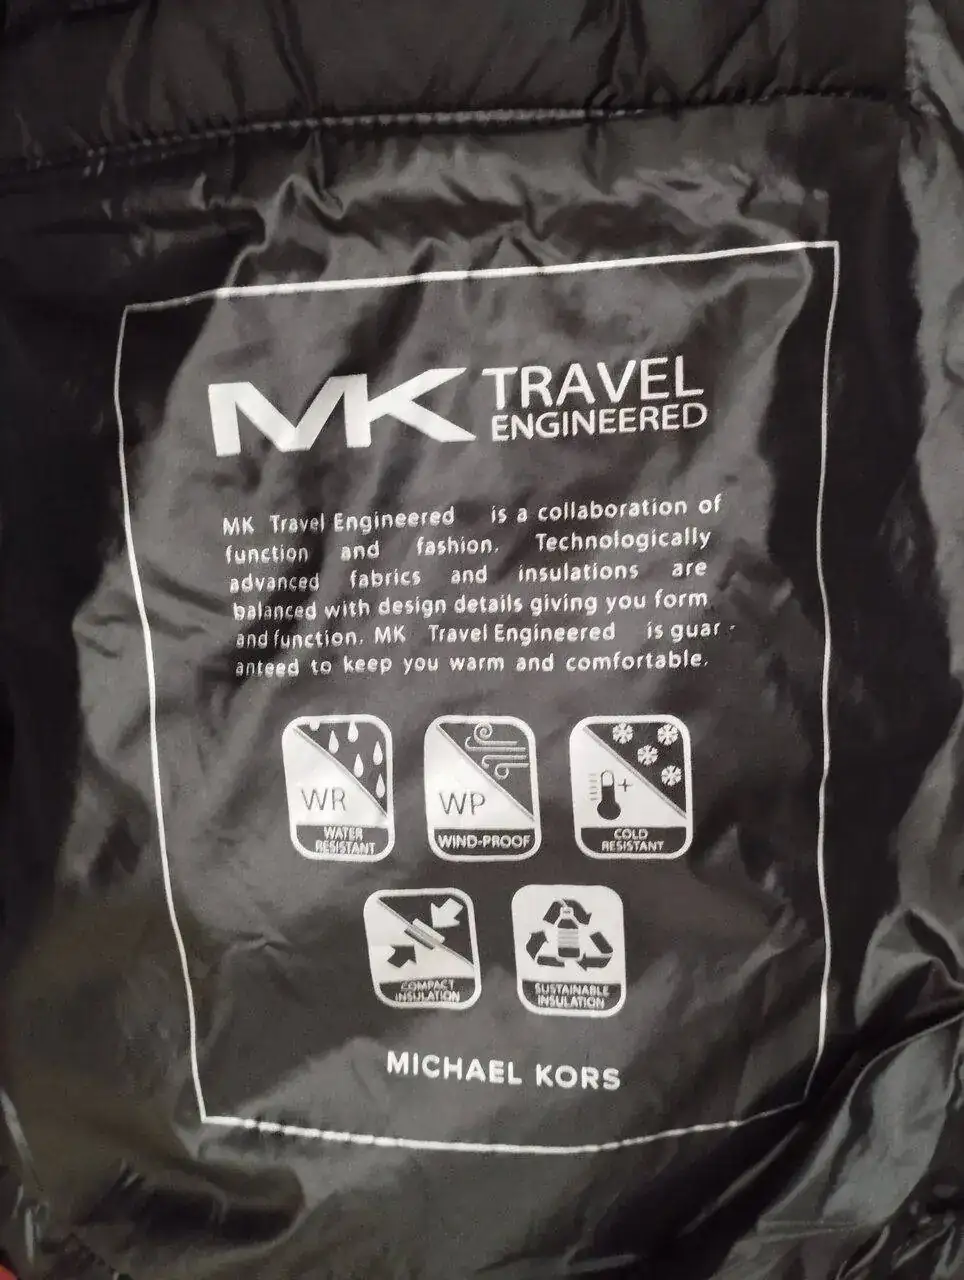 MK TRAVEL
ENGINEERED
MK Travel Engineered is a collaboration of
function and fashion. Technologically
advanced fabrics and insulations are
balanced with design details giving you form
and function. MK Travel Engineered is guar -
anteed to keep you warm and comfortable.
WR
WATER
RESISTANT
WP
WIND-PROOF
+
COLD
RESISTANT
COMPACT
INSULATION
SUSTAINABLE
INSULATION
MICHAEL KORS